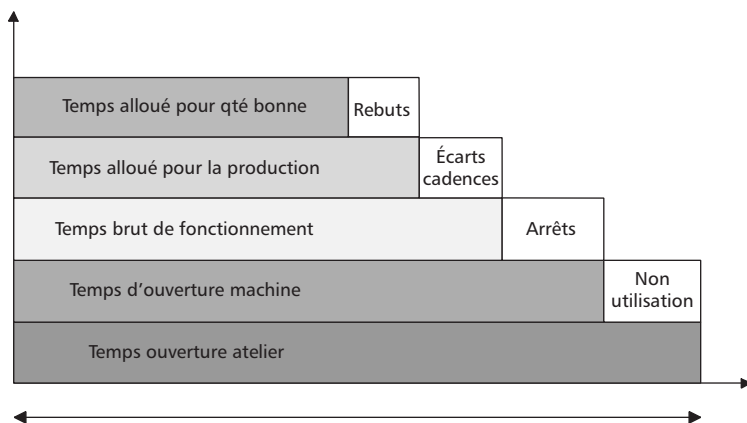 Temps alloué pour qté bonne
Rebuts
Temps alloué pour la production
Écarts
cadences
Temps brut de fonctionnement
Arrêts
Temps d’ouverture machine
Non
utilisation
Temps ouverture atelier